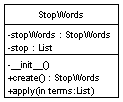 StopWords
-stopWords : StopWords
-stop : List
-__init__()
+create() : StopWords
+apply(in terms:List)